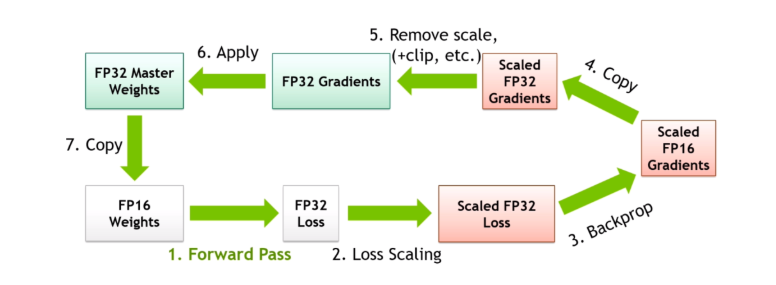 5. Remove scale,
(+clip, etc.)
6. Apply
4. Copy
FP32 Master
Weights
FP32 Gradients
Scaled
FP32
Gradients
Scaled
FP16
Gradients
7. Copy
FP16
Weights
FP32
Loss
Scaled FP32
Loss
3. Backprop
1. Forward Pass
2. Loss Scaling